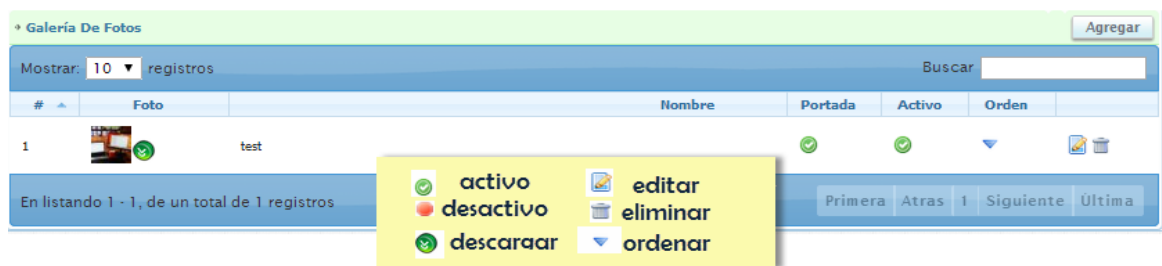 Galería De Fotos Agregar
Mostrar: 10 registros Buscar
# Foto Nombre Portada Activo Orden
1 test
activo editar
En listando 1 - 1, de un total de 1 registros desactivo eliminar Primera Atras 1 Siguiente Última
descargar ordenar